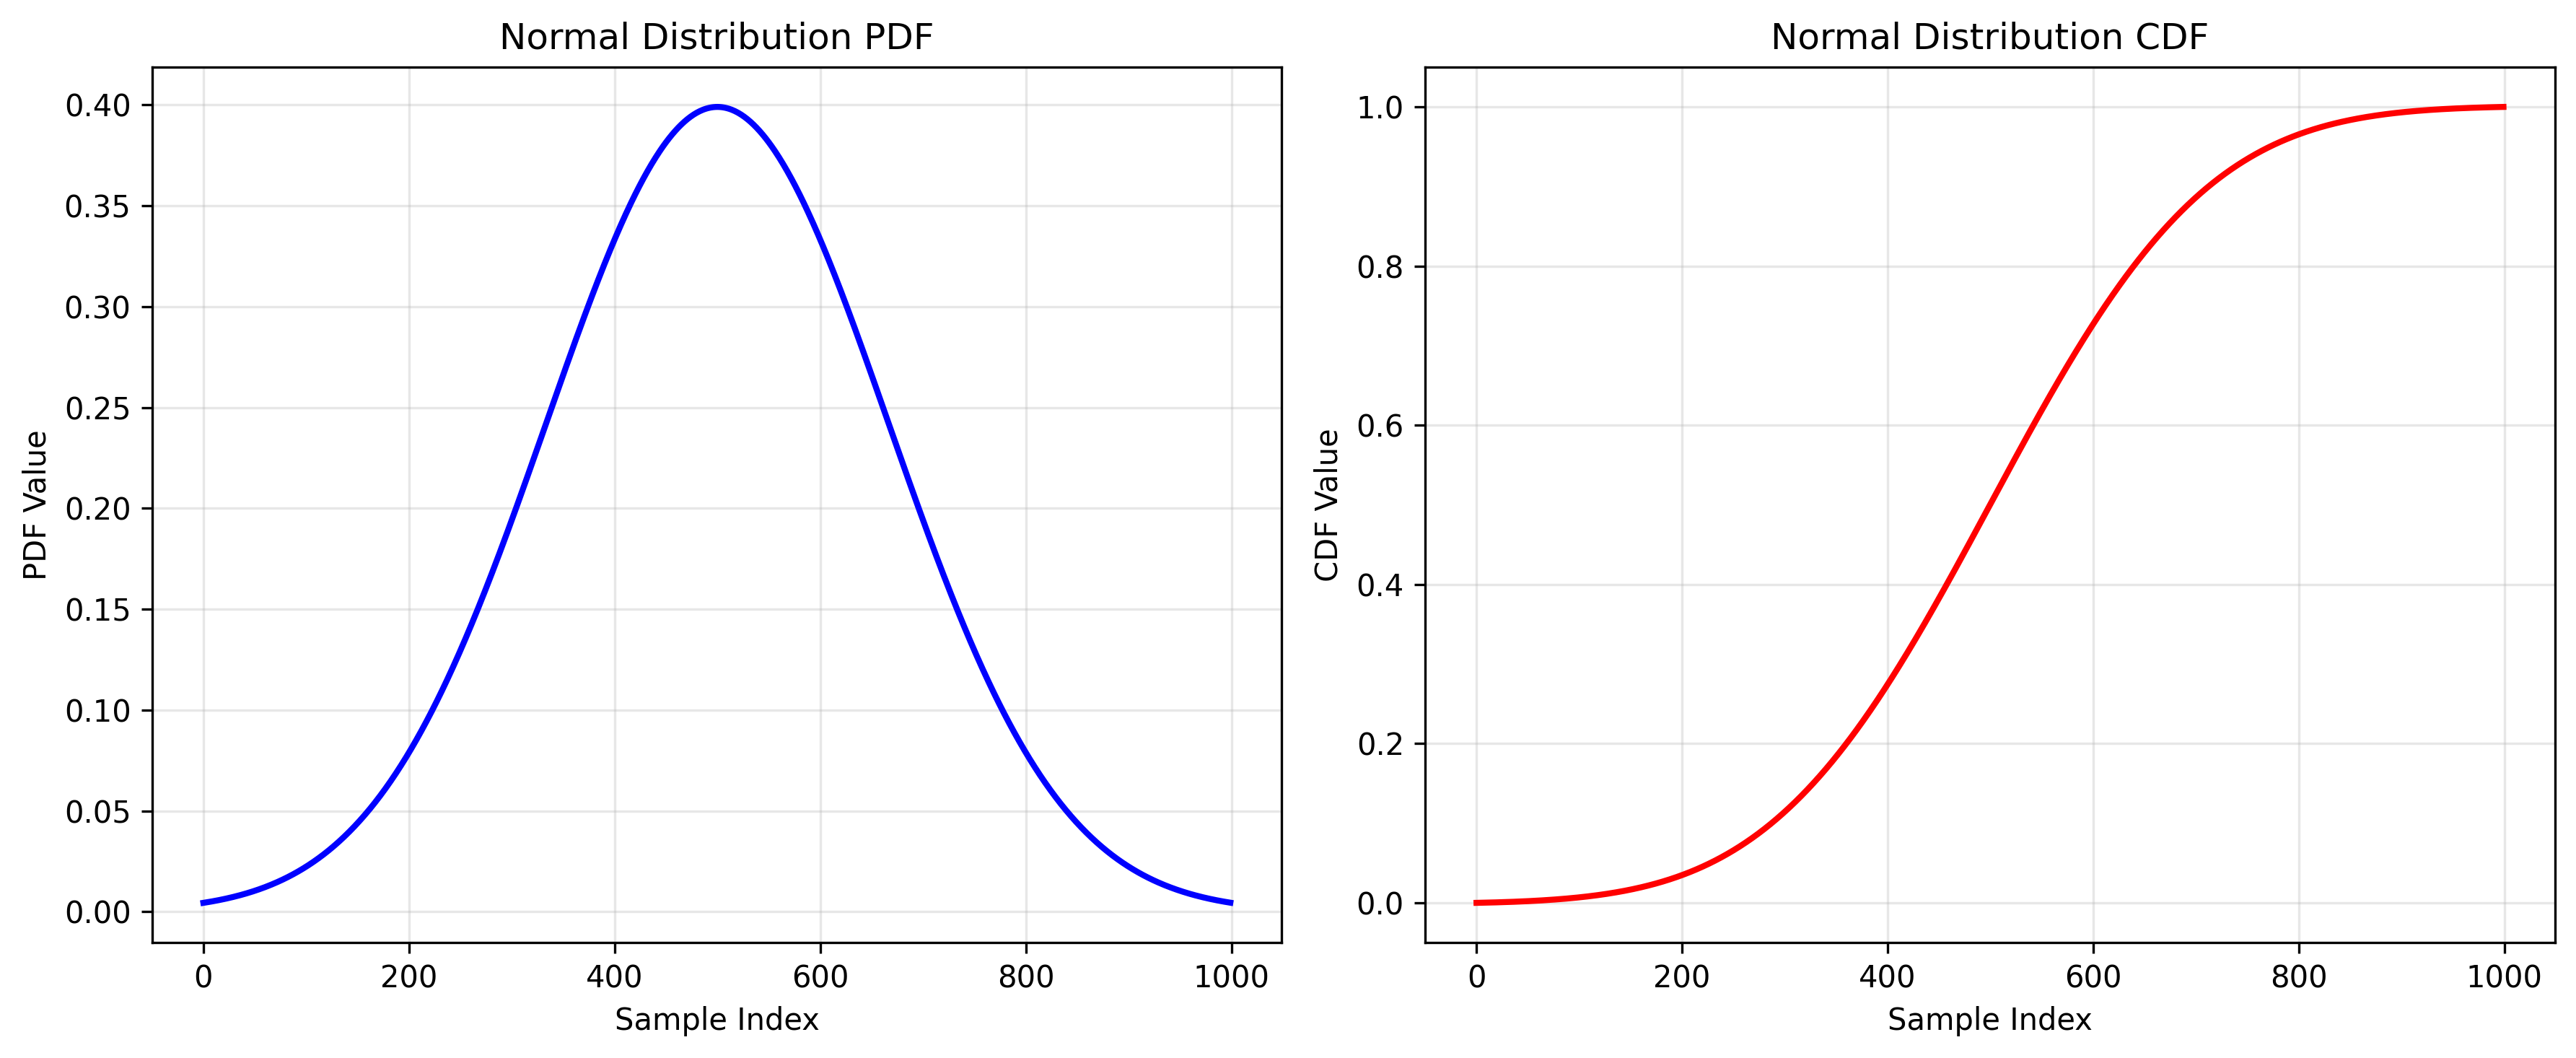 Normal Distribution PDF
0.40
0.35
0.30
0.25
0.20
0.15
0.10
0.05
0.00
PDF Value
0 200 400 600 800 1000
Sample Index
Normal Distribution CDF
1.0
0.8
0.6
0.4
0.2
0.0
CDF Value
0 200 400 600 800 1000
Sample Index